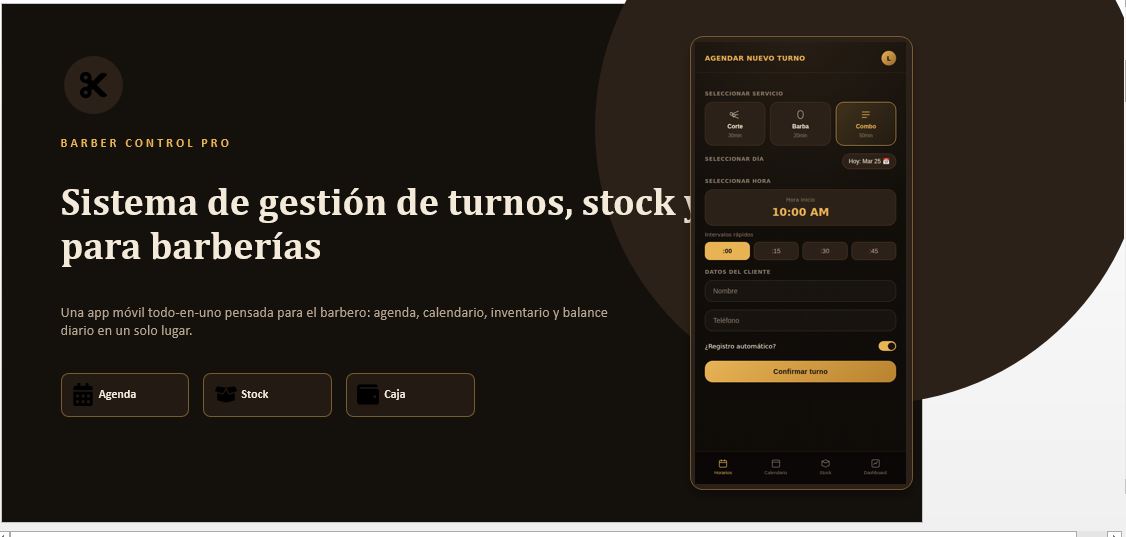 BARBER CONTROL PRO
Sistema de gestión de turnos, stock y
para barberías
Una app móvil todo-en-uno pensada para el barbero: agenda, calendario, inventario y balance
diario en un solo lugar.
Agenda
Stock
Caja
AGENDAR NUEVO TURNO
L
SELECCIONAR SERVICIO
Corte
30min
Barba
20min
Combo
50min
SELECCIONAR DÍA
Hoy: Mar 25
SELECCIONAR HORA
Hora inicio
10:00 AM
Intervalos rápidos
:00
:15
:30
:45
DATOS DEL CLIENTE
Nombre
Teléfono
¿Registro automático?
Confirmar turno
Horarios
Calendario
Stock
Dashboard